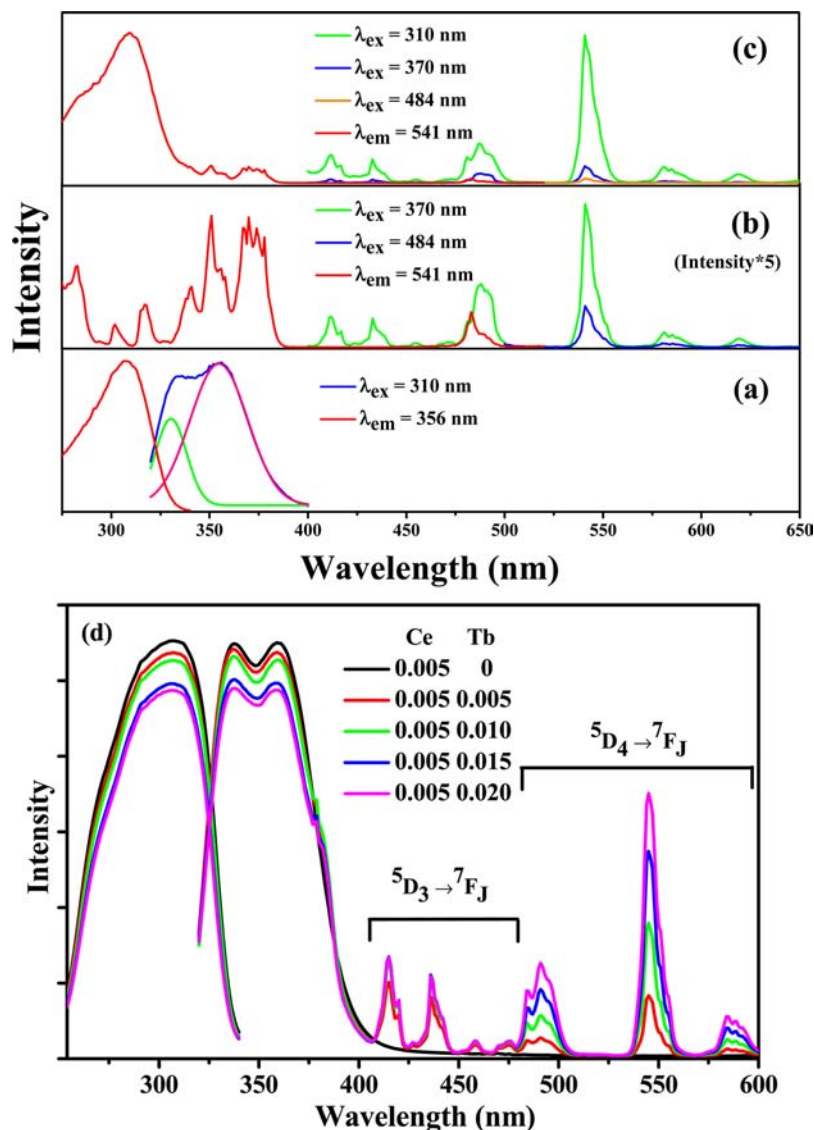 (c)
λex = 310 nm
λex = 370 nm
λex = 484 nm
λem = 541 nm
(b)
(Intensity*5)
λex = 370 nm
λex = 484 nm
λem = 541 nm
(a)
λex = 310 nm
λem = 356 nm
Intensity
300 350 400 450 500 550 600 650
Wavelength (nm)
(d)
Ce Tb
0.005 0
0.005 0.005
0.005 0.010
0.005 0.015
0.005 0.020
⁵D₄→⁷F_J
⁵D₃→⁷F_J
Intensity
300 350 400 450 500 550 600
Wavelength (nm)